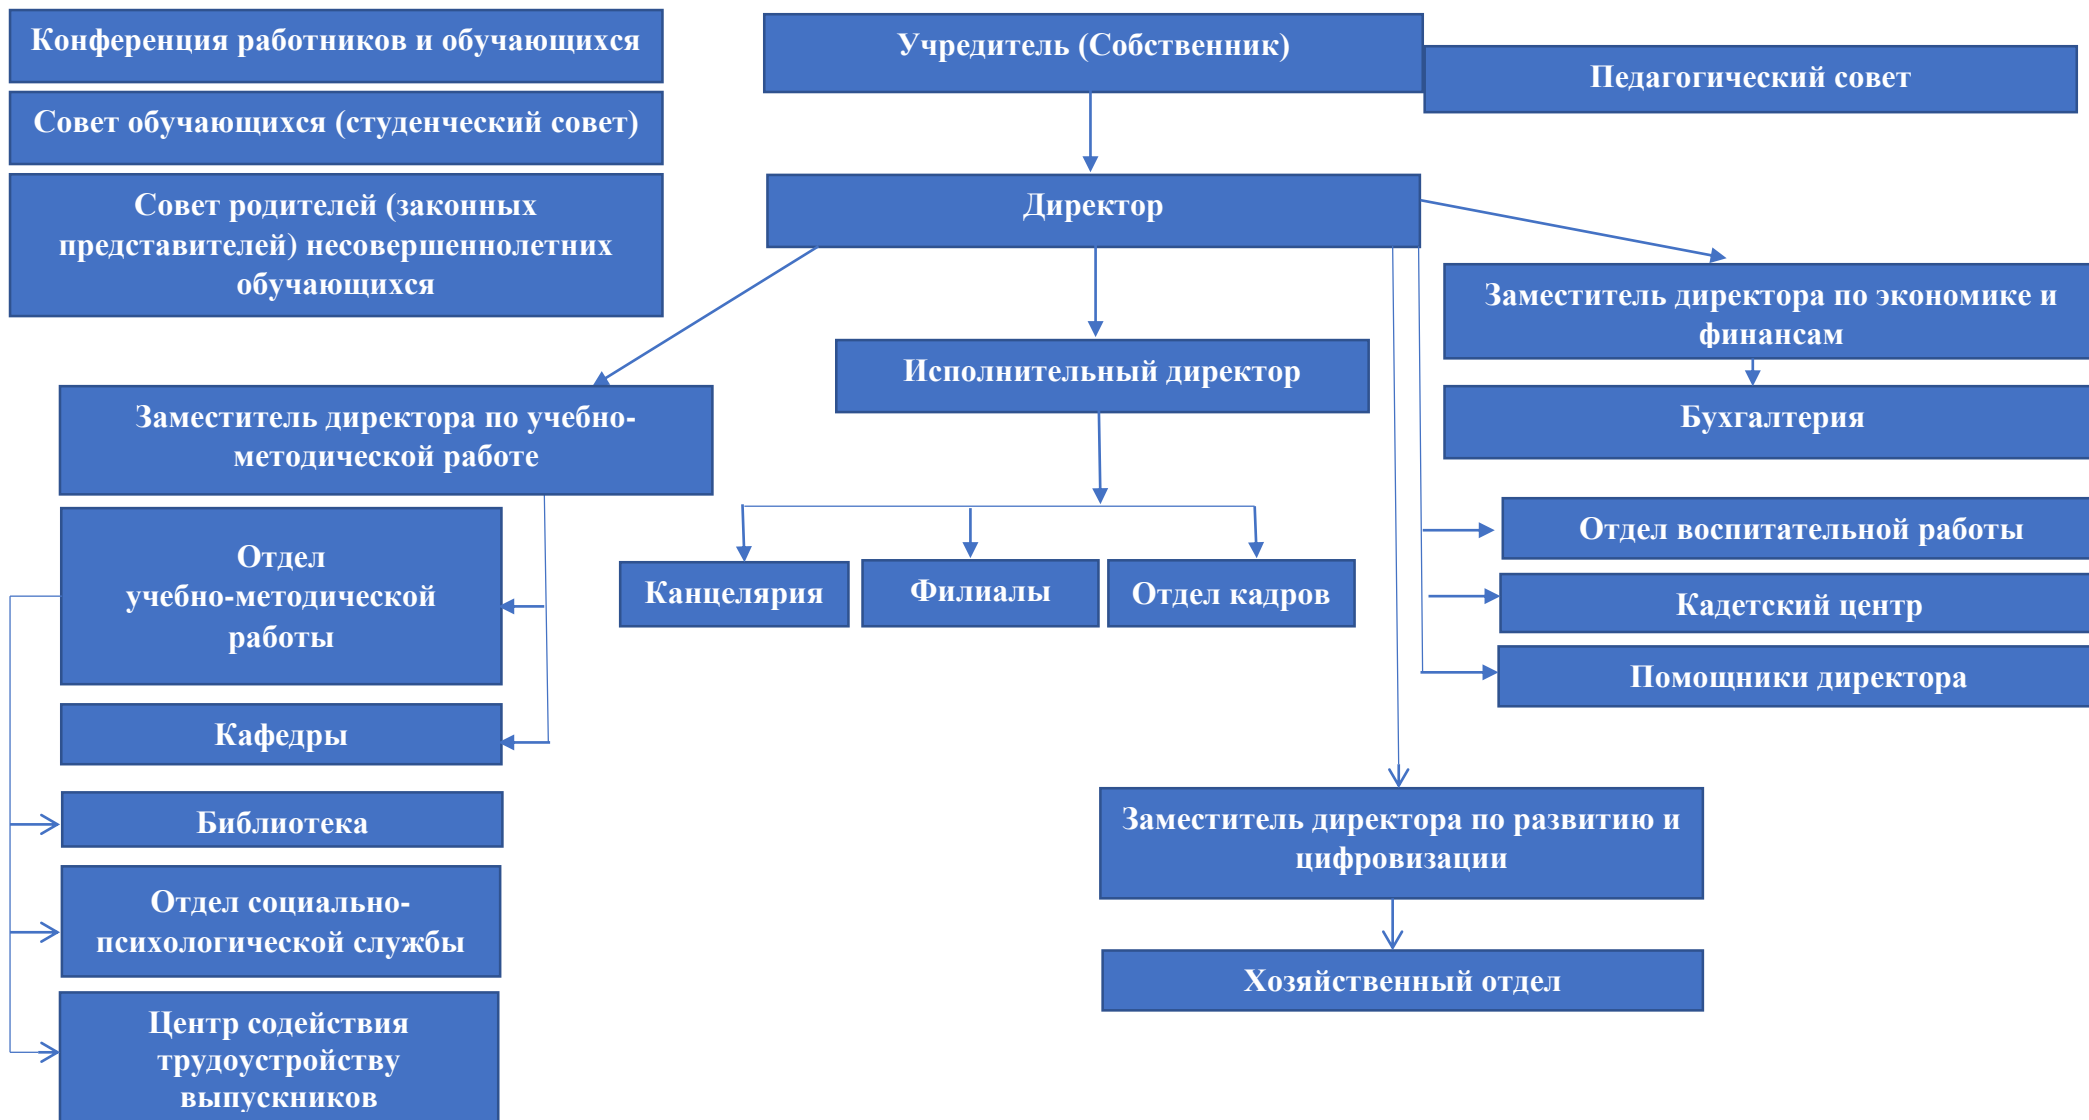 Конференция работников и обучающихся
Учредитель (Собственник)
Педагогический совет
Совет обучающихся (студенческий совет)
Совет родителей (законных
представителей) несовершеннолетних
обучающихся
Директор
Заместитель директора по экономике и
финансам
Исполнительный директор
Бухгалтерия
Заместитель директора по учебно-
методической работе
Отдел
учебно-методической
работы
Канцелярия
Филиалы
Отдел кадров
Отдел воспитательной работы
Кадетский центр
Помощники директора
Кафедры
Библиотека
Отдел социально-
психологической службы
Центр содействия
трудоустройству
выпускников
Заместитель директора по развитию и
цифровизации
Хозяйственный отдел